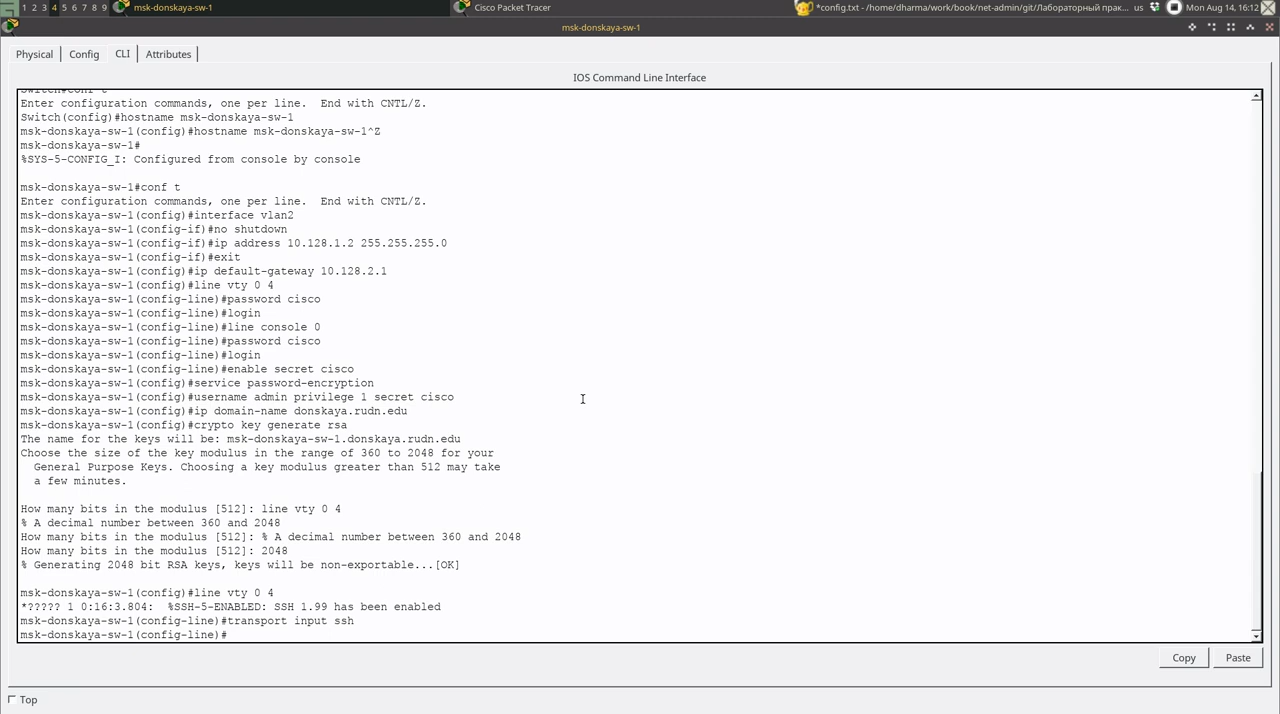 1 2 3 4 5 6 7 8 9 msk-donskaya-sw-1 Cisco Packet Tracer *config.txt - /home/dharma/work/book/net-admin/git/Лабораторный прак... us Mon Aug 14, 16:12
msk-donskaya-sw-1
Physical Config CLI Attributes
IOS Command Line Interface
Switch#conf t
Enter configuration commands, one per line.  End with CNTL/Z.
Switch(config)#hostname msk-donskaya-sw-1
msk-donskaya-sw-1(config)#hostname msk-donskaya-sw-1^Z
msk-donskaya-sw-1#
%SYS-5-CONFIG_I: Configured from console by console
msk-donskaya-sw-1#conf t
Enter configuration commands, one per line.  End with CNTL/Z.
msk-donskaya-sw-1(config)#interface vlan2
msk-donskaya-sw-1(config-if)#no shutdown
msk-donskaya-sw-1(config-if)#ip address 10.128.1.2 255.255.255.0
msk-donskaya-sw-1(config-if)#exit
msk-donskaya-sw-1(config)#ip default-gateway 10.128.2.1
msk-donskaya-sw-1(config)#line vty 0 4
msk-donskaya-sw-1(config-line)#password cisco
msk-donskaya-sw-1(config-line)#login
msk-donskaya-sw-1(config-line)#line console 0
msk-donskaya-sw-1(config-line)#password cisco
msk-donskaya-sw-1(config-line)#login
msk-donskaya-sw-1(config-line)#enable secret cisco
msk-donskaya-sw-1(config)#service password-encryption
msk-donskaya-sw-1(config)#username admin privilege 1 secret cisco
msk-donskaya-sw-1(config)#ip domain-name donskaya.rudn.edu
msk-donskaya-sw-1(config)#crypto key generate rsa
The name for the keys will be: msk-donskaya-sw-1.donskaya.rudn.edu
Choose the size of the key modulus in the range of 360 to 2048 for your
General Purpose Keys. Choosing a key modulus greater than 512 may take
a few minutes.
How many bits in the modulus [512]: line vty 0 4
% A decimal number between 360 and 2048
How many bits in the modulus [512]: % A decimal number between 360 and 2048
How many bits in the modulus [512]: 2048
% Generating 2048 bit RSA keys, keys will be non-exportable...[OK]
msk-donskaya-sw-1(config)#line vty 0 4
*????? 1 0:16:3.804:  %SSH-5-ENABLED: SSH 1.99 has been enabled
msk-donskaya-sw-1(config-line)#transport input ssh
msk-donskaya-sw-1(config-line)#
Copy Paste
Top